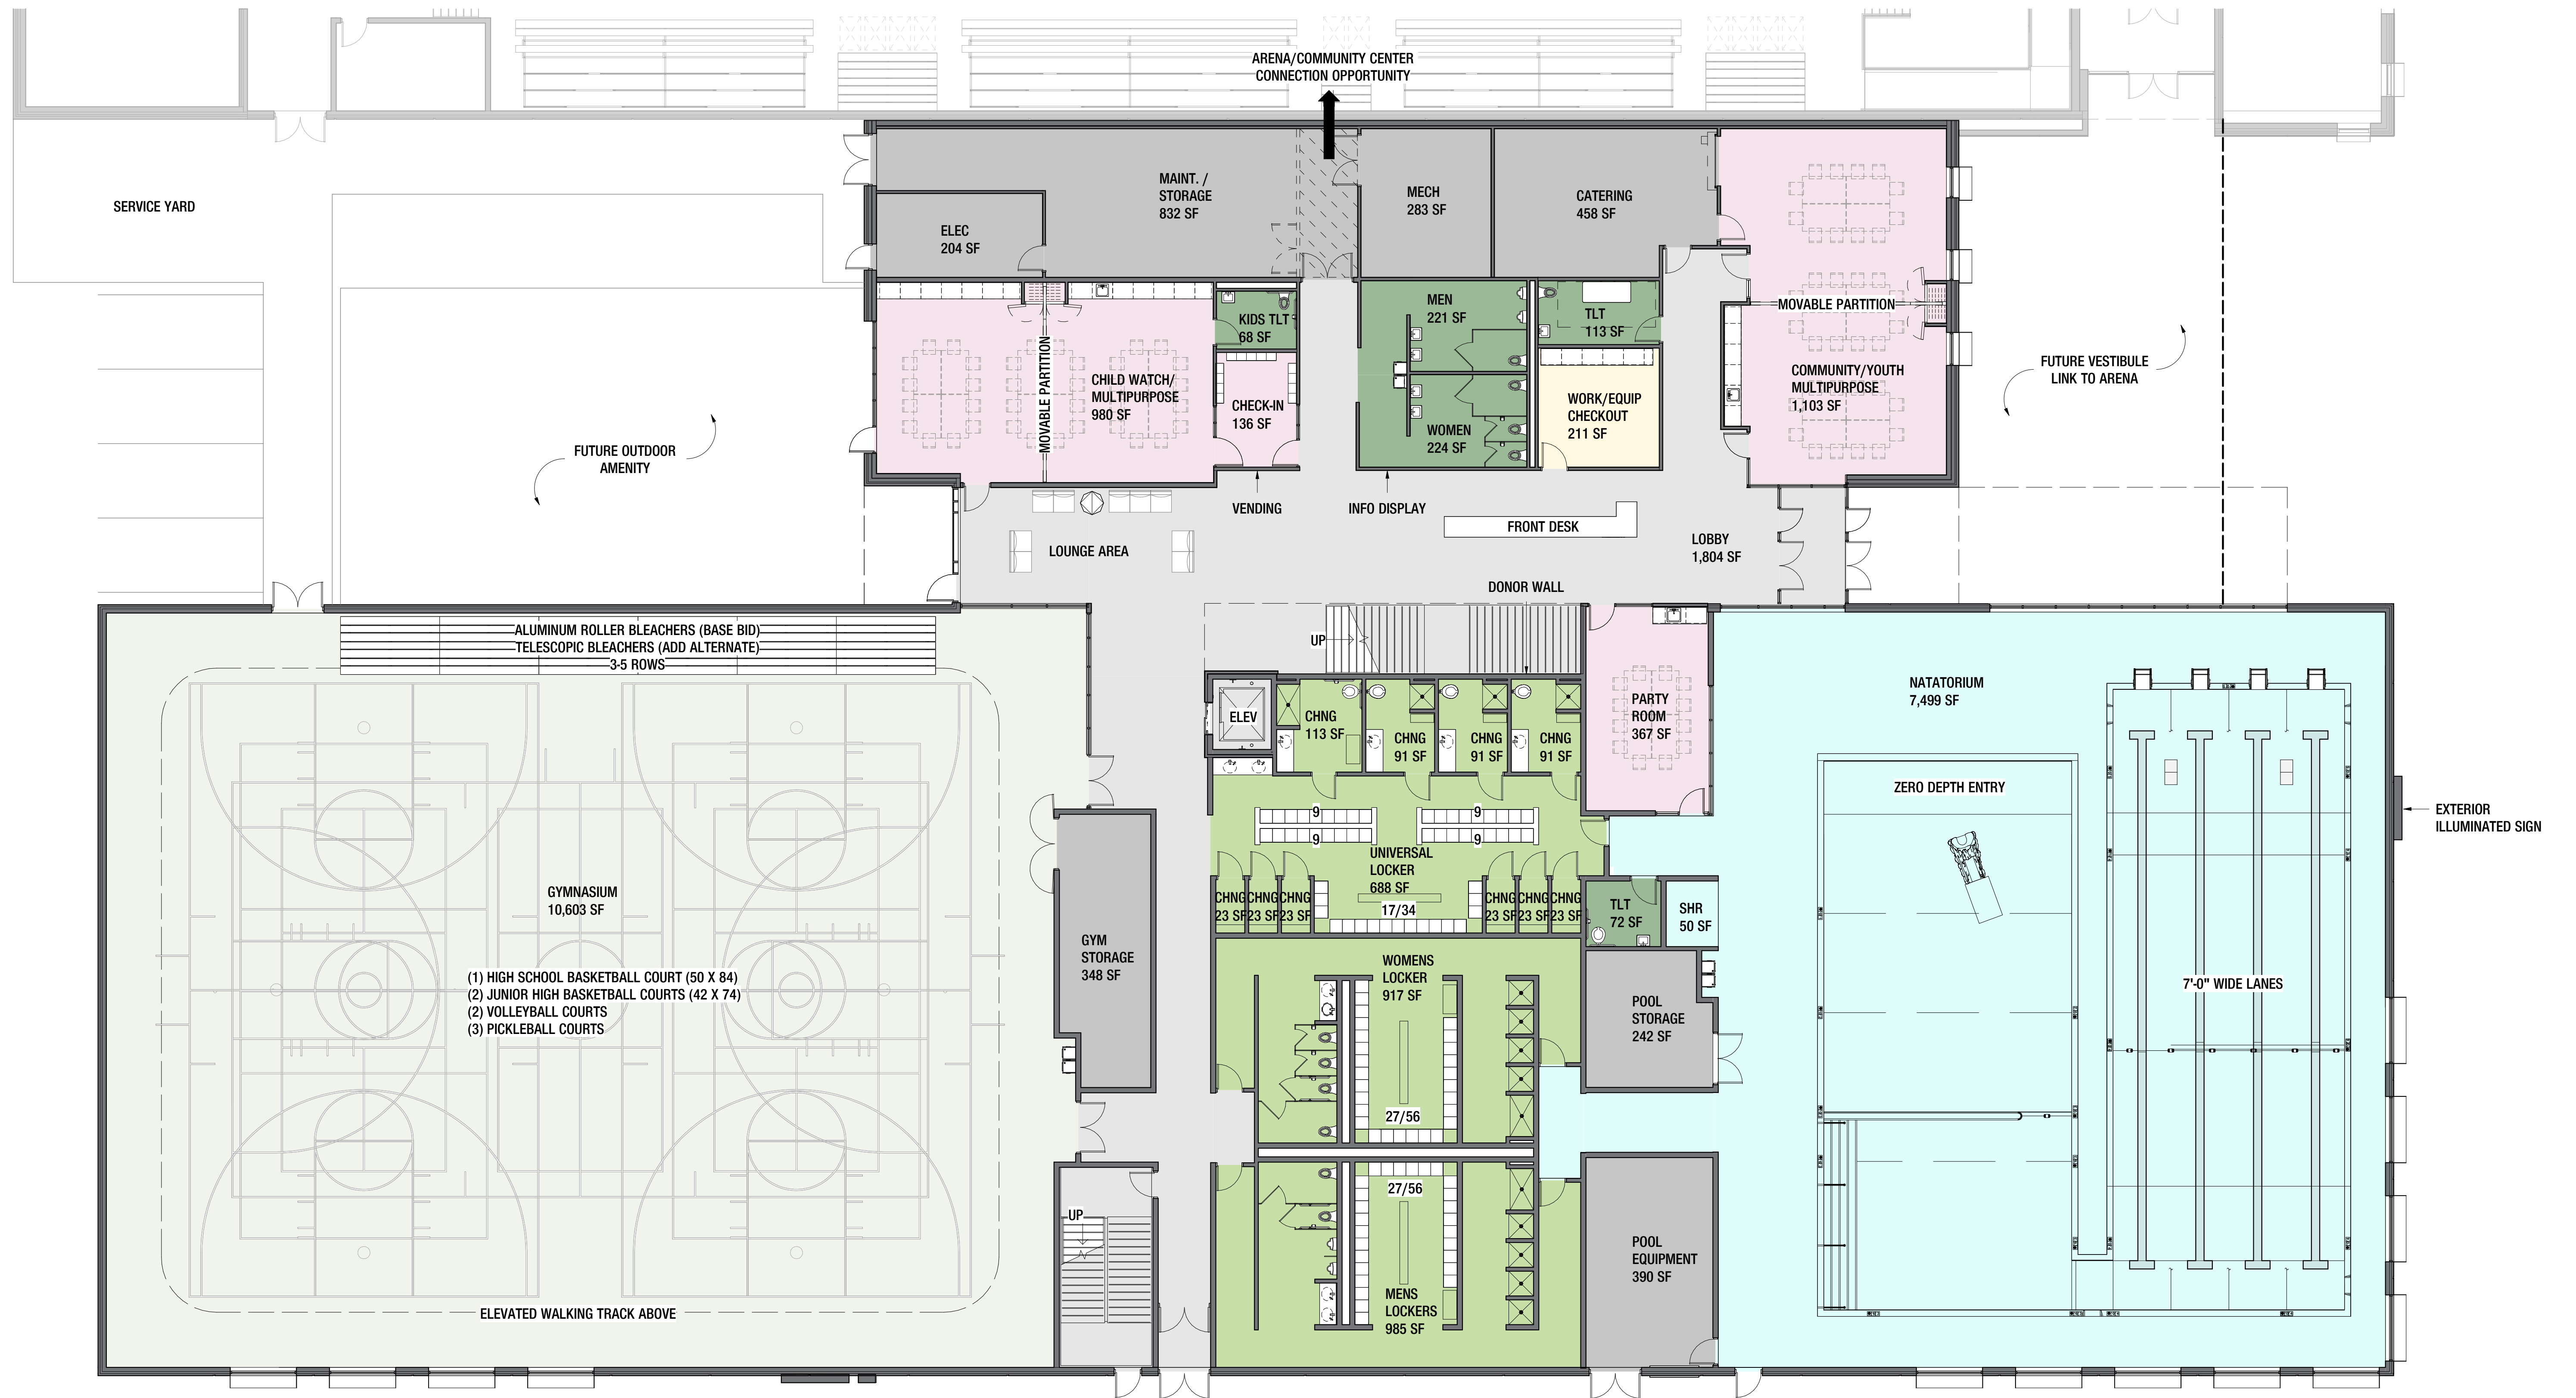 ARENA/COMMUNITY CENTER
CONNECTION OPPORTUNITY
SERVICE YARD
MAINT. /
STORAGE
832 SF
MECH
283 SF
CATERING
458 SF
ELEC
204 SF
KIDS TLT
68 SF
MEN
221 SF
TLT
113 SF
MOVABLE PARTITION
MOVABLE PARTITION
CHILD WATCH/
MULTIPURPOSE
980 SF
CHECK-IN
136 SF
WOMEN
224 SF
WORK/EQUIP
CHECKOUT
211 SF
COMMUNITY/YOUTH
MULTIPURPOSE
1,103 SF
FUTURE VESTIBULE
LINK TO ARENA
FUTURE OUTDOOR
AMENITY
VENDING
INFO DISPLAY
FRONT DESK
LOUNGE AREA
LOBBY
1,804 SF
DONOR WALL
ALUMINUM ROLLER BLEACHERS (BASE BID)
TELESCOPIC BLEACHERS (ADD ALTERNATE)
3-5 ROWS
UP
ELEV
CHNG
113 SF
CHNG
91 SF
CHNG
91 SF
CHNG
91 SF
PARTY
ROOM
367 SF
NATATORIUM
7,499 SF
ZERO DEPTH ENTRY
EXTERIOR
ILLUMINATED SIGN
9
9
9
9
UNIVERSAL
LOCKER
688 SF
17/34
CHNG
23 SF
CHNG
23 SF
CHNG
23 SF
CHNG
23 SF
CHNG
23 SF
CHNG
23 SF
TLT
72 SF
SHR
50 SF
GYMNASIUM
10,603 SF
GYM
STORAGE
348 SF
(1) HIGH SCHOOL BASKETBALL COURT (50 X 84)
(2) JUNIOR HIGH BASKETBALL COURTS (42 X 74)
(2) VOLLEYBALL COURTS
(3) PICKLEBALL COURTS
WOMENS
LOCKER
917 SF
27/56
POOL
STORAGE
242 SF
7'-0" WIDE LANES
27/56
UP
MENS
LOCKERS
985 SF
POOL
EQUIPMENT
390 SF
ELEVATED WALKING TRACK ABOVE